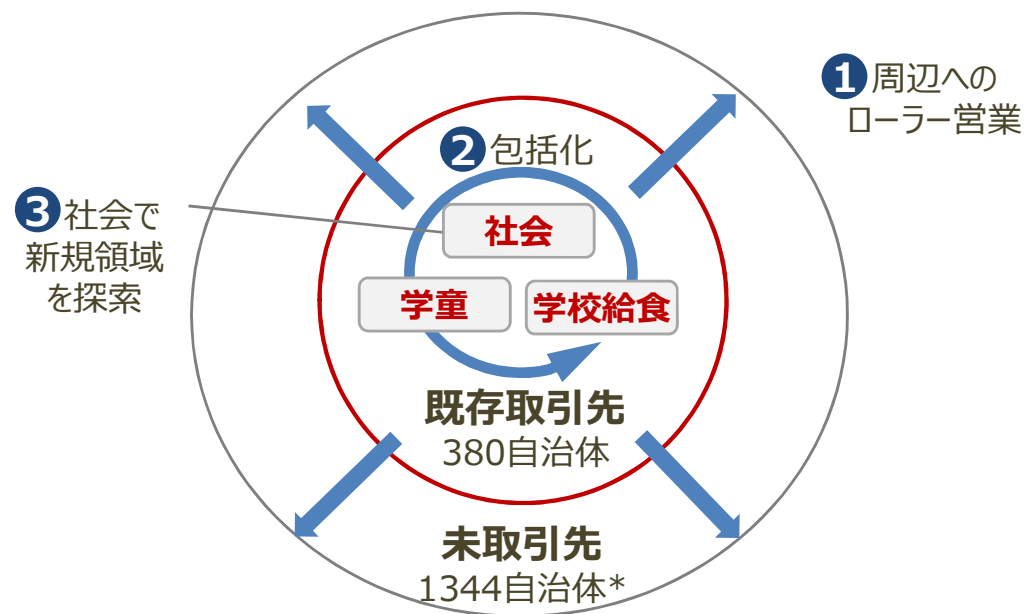 ❶周辺への
ローラー営業
❷包括化
❸社会で
新規領域
を探索
社会
学童
学校給食
既存取引先
380自治体
未取引先
1344自治体*